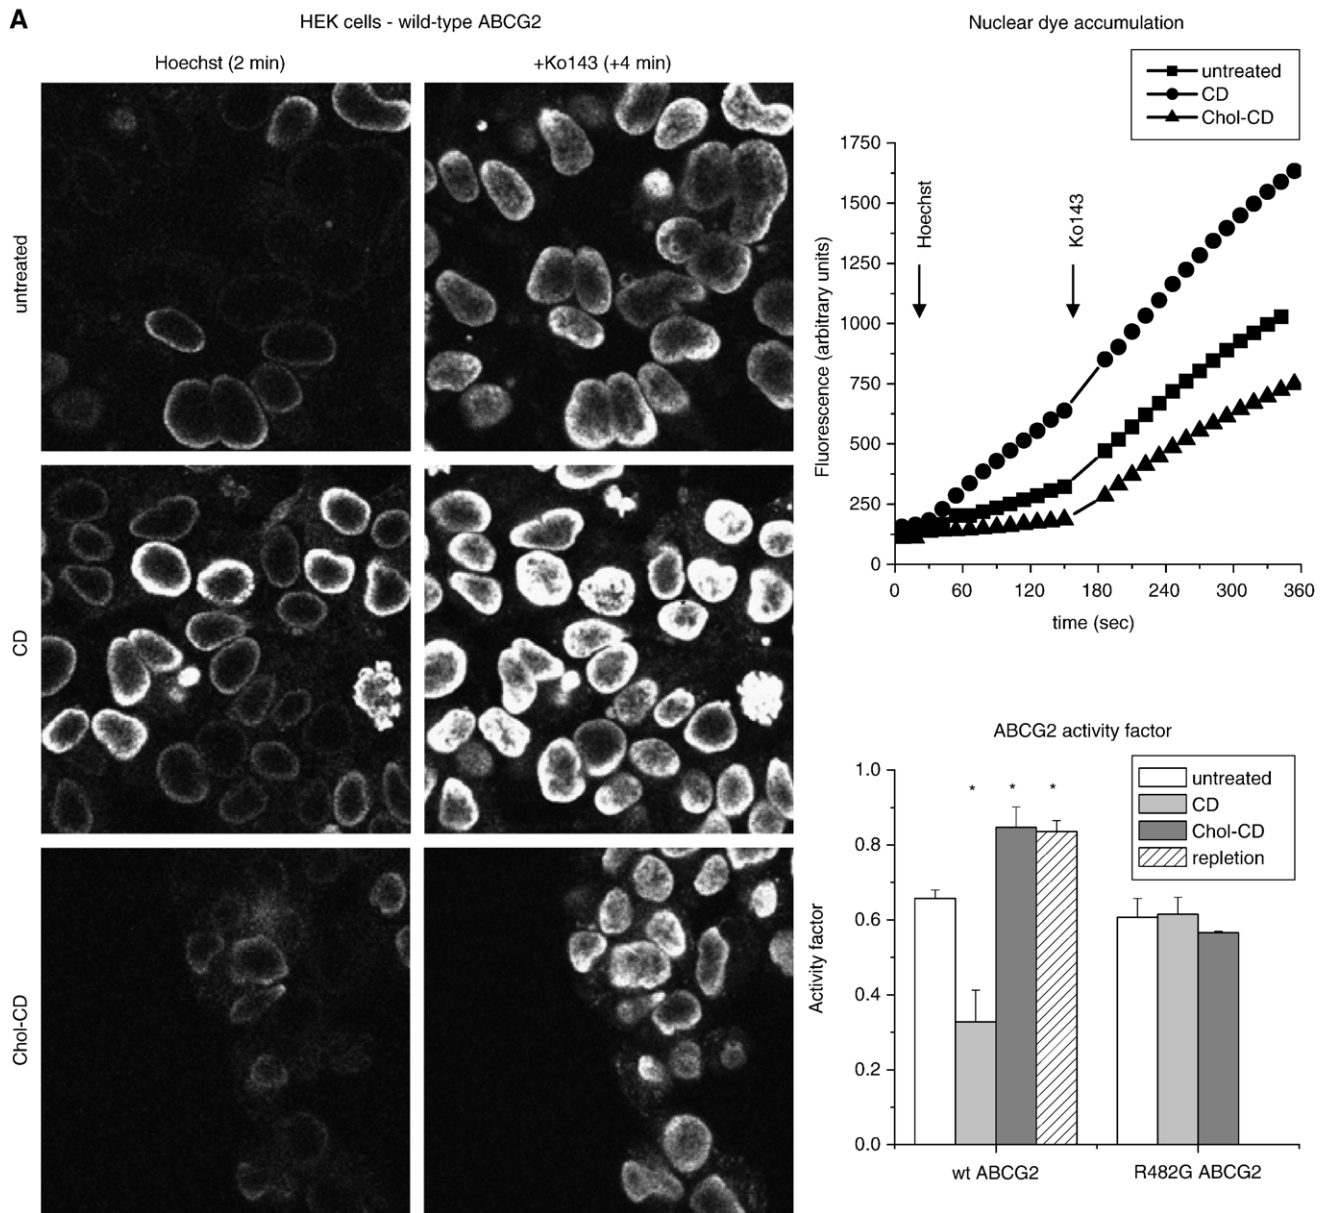 A
HEK cells - wild-type ABCG2
Hoechst (2 min)
+Ko143 (+4 min)
untreated
CD
Chol-CD
Nuclear dye accumulation
untreated
CD
Chol-CD
1750
1500
1250
1000
750
500
250
0
Fluorescence (arbitrary units)
Hoechst
Ko143
0 60 120 180 240 300 360
time (sec)
ABCG2 activity factor
untreated
CD
Chol-CD
repletion
* * *
1.0
0.8
0.6
0.4
0.2
0.0
Activity factor
wt ABCG2 R482G ABCG2